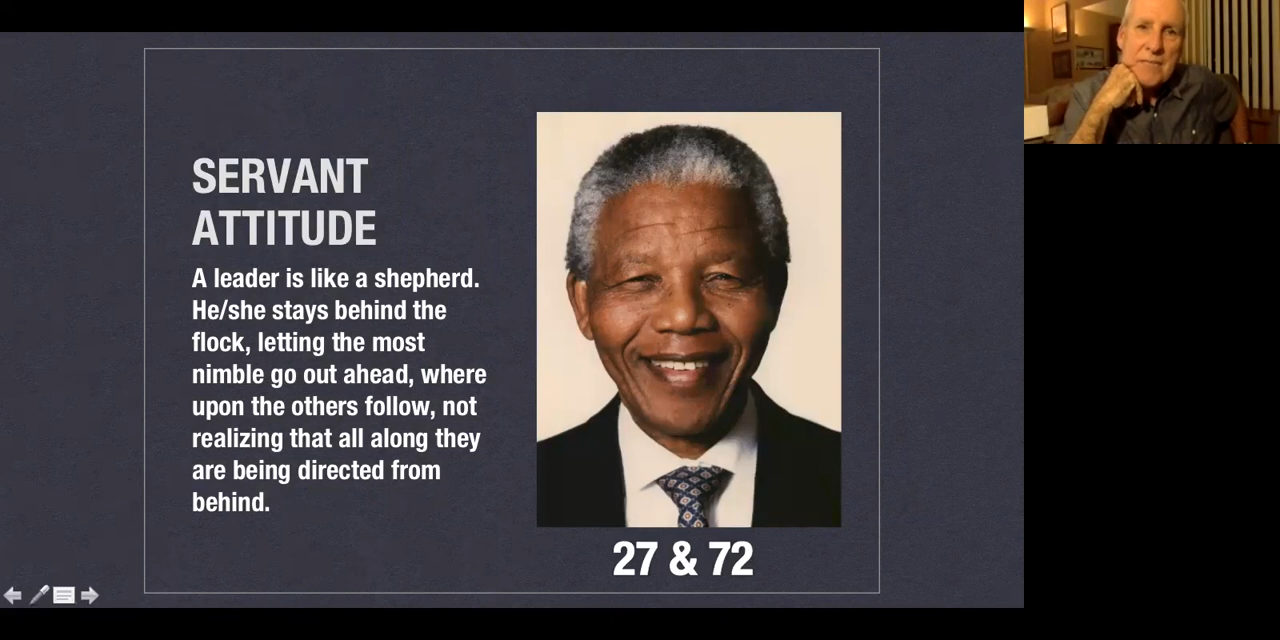 SERVANT
ATTITUDE
A leader is like a shepherd.
He/she stays behind the
flock, letting the most
nimble go out ahead, where
upon the others follow, not
realizing that all along they
are being directed from
behind.
27 & 72